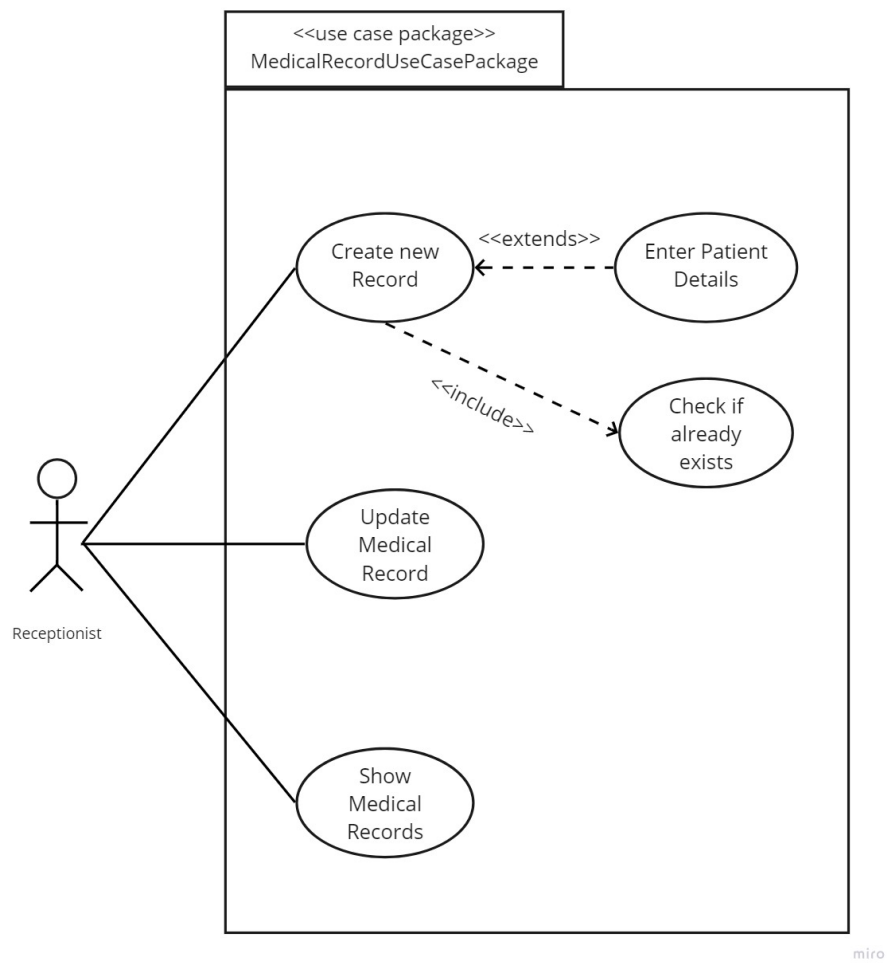 <<use case package>>
MedicalRecordUseCasePackage
Create new
Record
<<extends>>
Enter Patient
Details
<<include>>
Check if
already
exists
Update
Medical
Record
Receptionist
Show
Medical
Records
miro